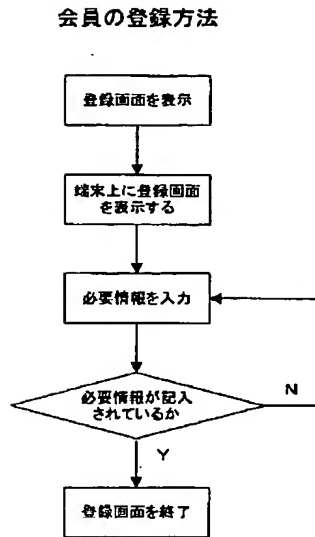 会員の登録方法
登録画面を表示
端末上に登録画面
を表示する
必要情報を入力
必要情報が記入
されているか
N
Y
登録画面を終了